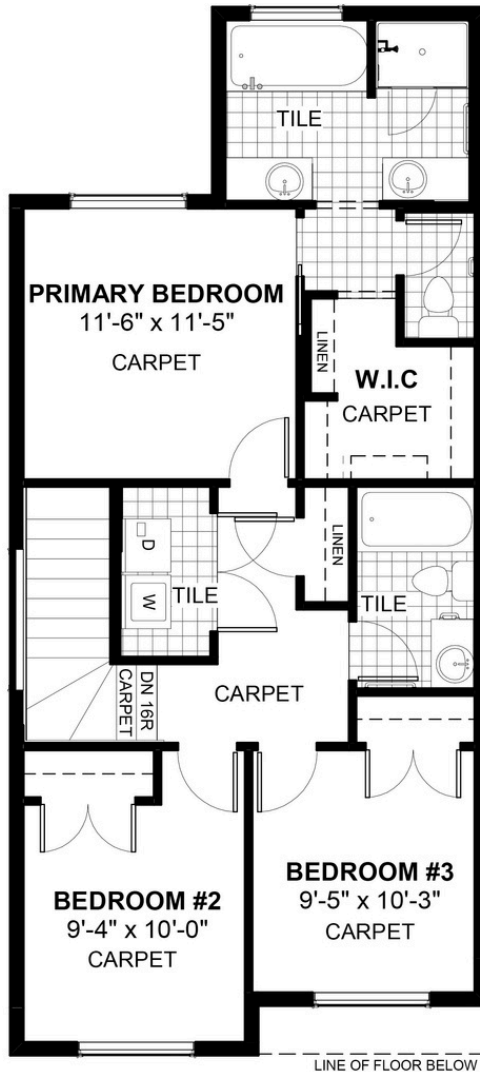 TILE
PRIMARY BEDROOM
11'-6" x 11'-5"
CARPET
LINEN
W.I.C
CARPET
D
W
TILE
LINEN
TILE
DN 16R
CARPET
CARPET
BEDROOM #2
9'-4" x 10'-0"
CARPET
BEDROOM #3
9'-5" x 10'-3"
CARPET
LINE OF FLOOR BELOW